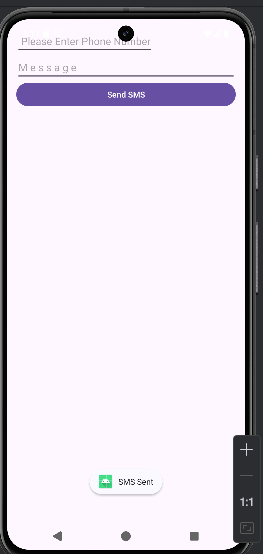 Please Enter Phone Number
Message
Send SMS
SMS Sent
1:1